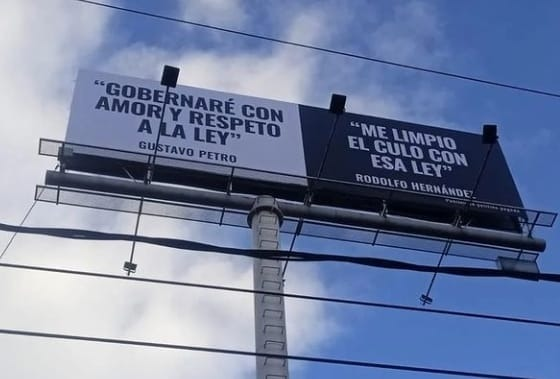 “GOBERNARÉ CON
AMOR Y RESPETO
A LA LEY”
GUSTAVO PETRO
“ME LIMPIO
EL CULO CON
ESA LEY”
RODOLFO HERNÁNDEZ